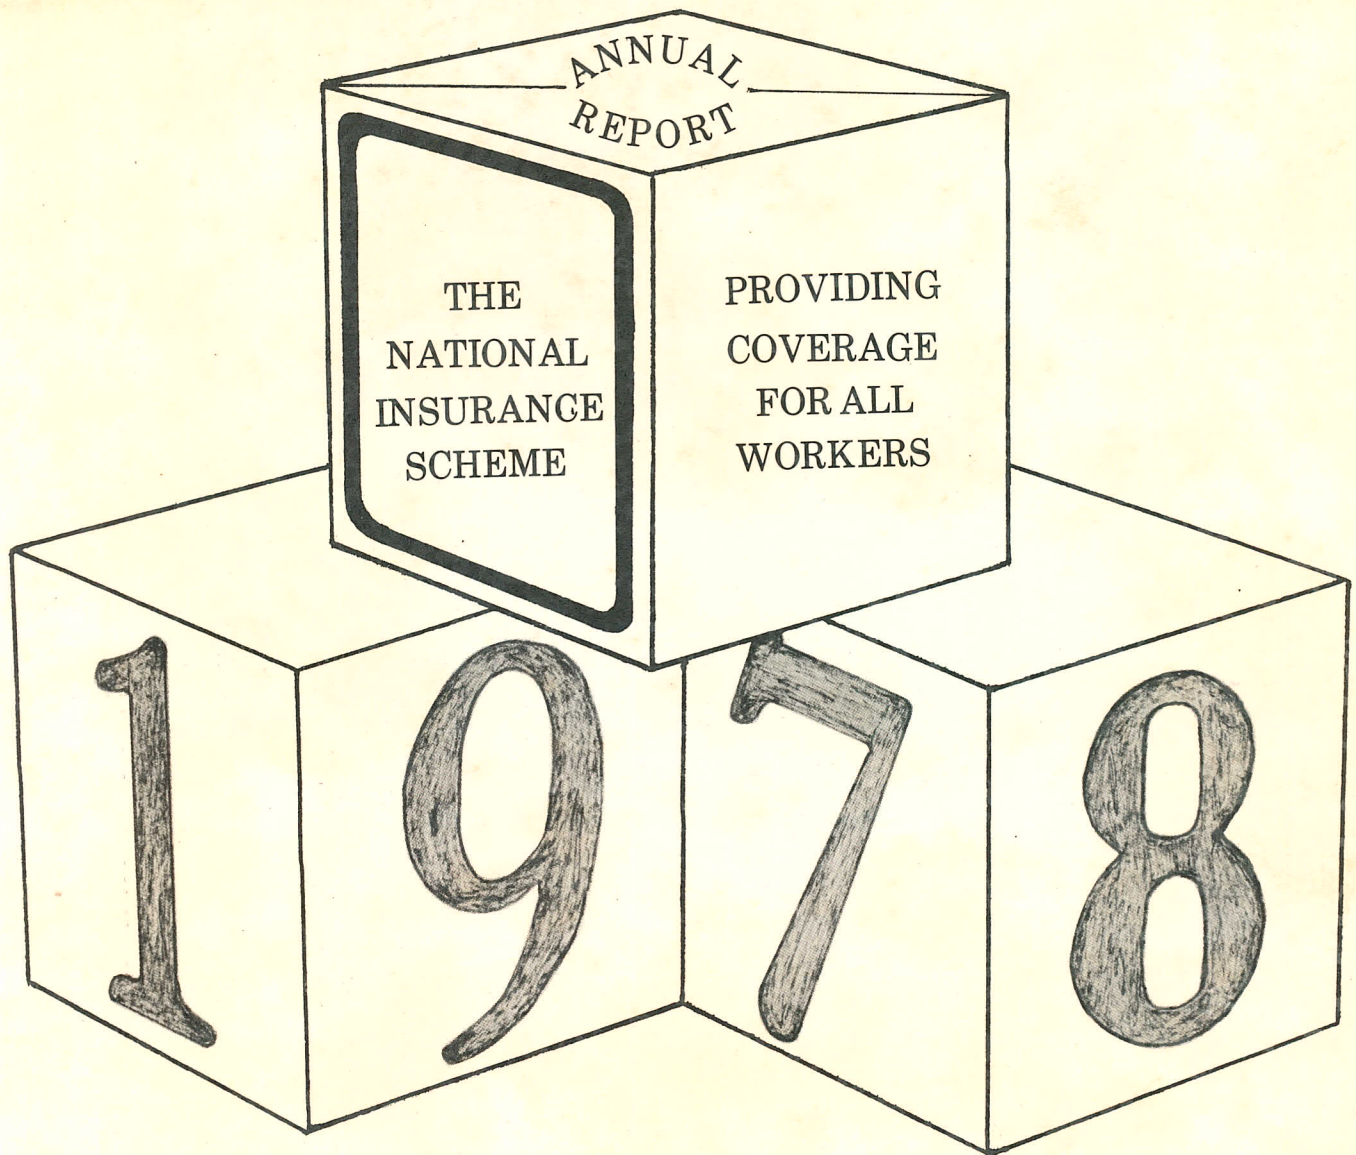 ANNUAL
REPORT
THE
NATIONAL
INSURANCE
SCHEME
PROVIDING
COVERAGE
FOR ALL
WORKERS
1978